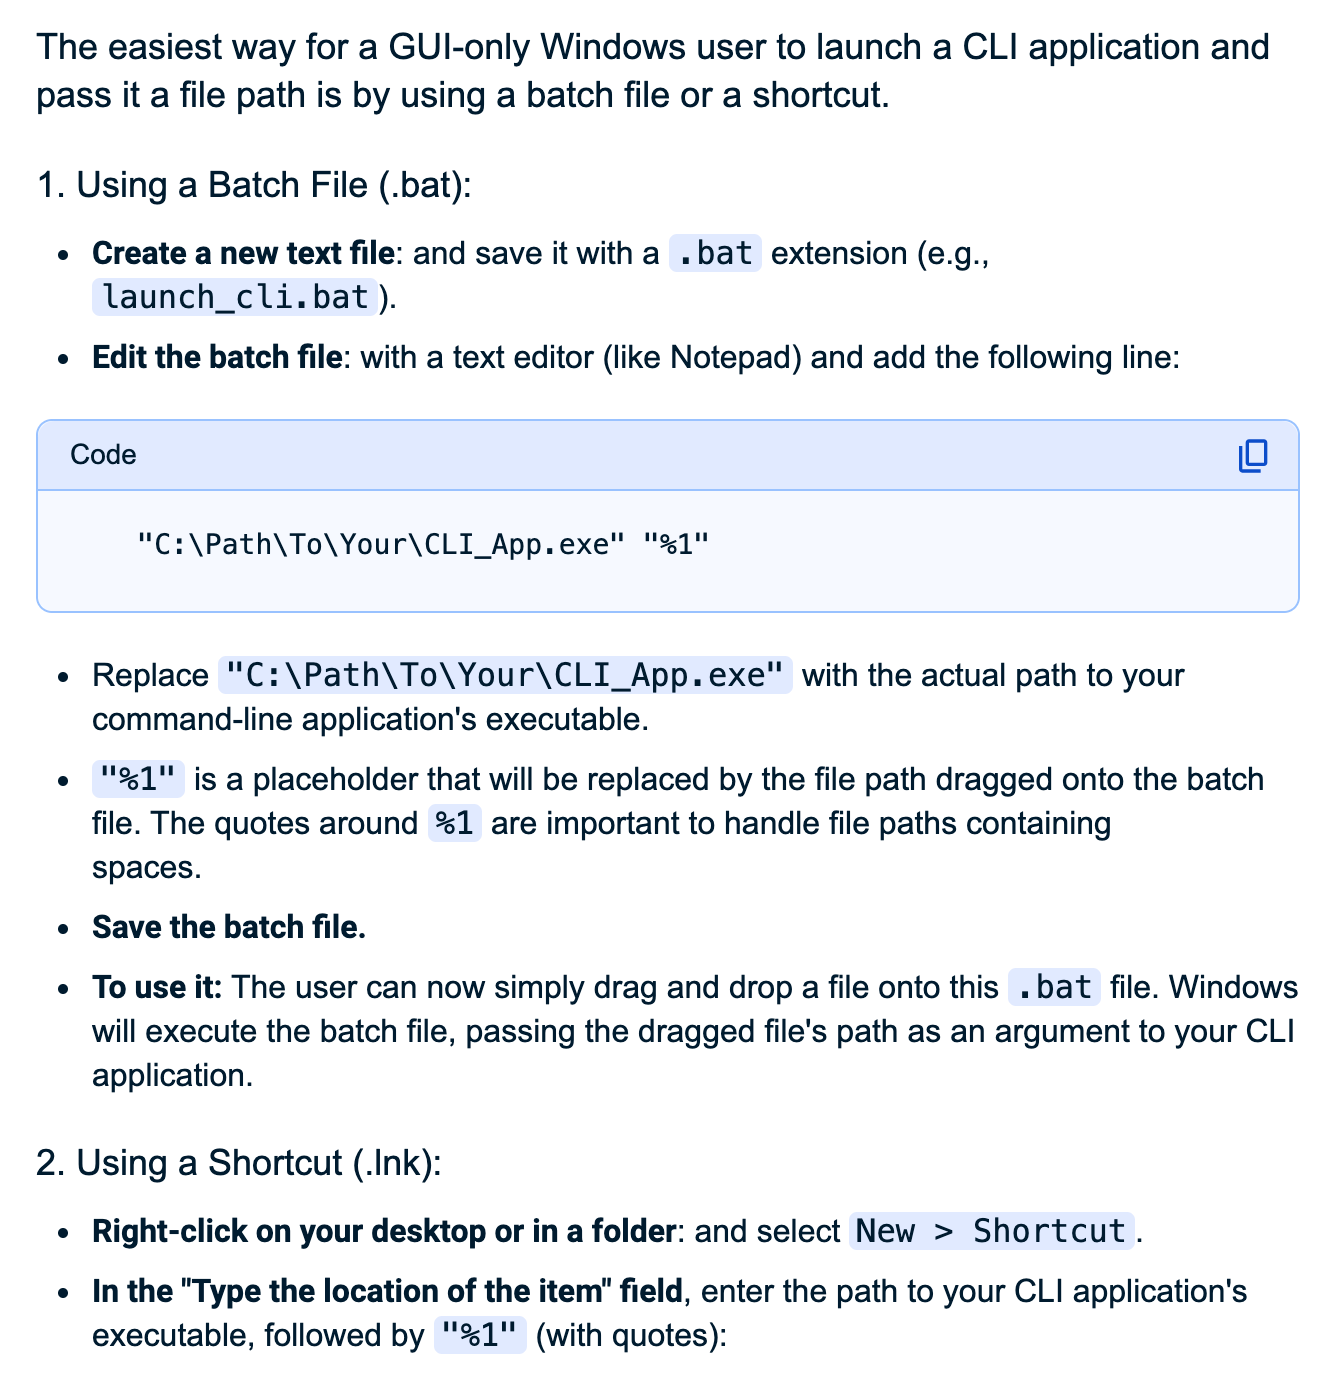 The easiest way for a GUI-only Windows user to launch a CLI application and
pass it a file path is by using a batch file or a shortcut.
1. Using a Batch File (.bat):
• Create a new text file: and save it with a .bat extension (e.g.,
launch_cli.bat).
• Edit the batch file: with a text editor (like Notepad) and add the following line:
Code
"C:\Path\To\Your\CLI_App.exe" "%1"
• Replace "C:\Path\To\Your\CLI_App.exe" with the actual path to your
command-line application's executable.
• "%1" is a placeholder that will be replaced by the file path dragged onto the batch
file. The quotes around %1 are important to handle file paths containing
spaces.
• Save the batch file.
• To use it: The user can now simply drag and drop a file onto this .bat file. Windows
will execute the batch file, passing the dragged file's path as an argument to your CLI
application.
2. Using a Shortcut (.lnk):
• Right-click on your desktop or in a folder: and select New > Shortcut.
• In the "Type the location of the item" field, enter the path to your CLI application's
executable, followed by "%1" (with quotes):